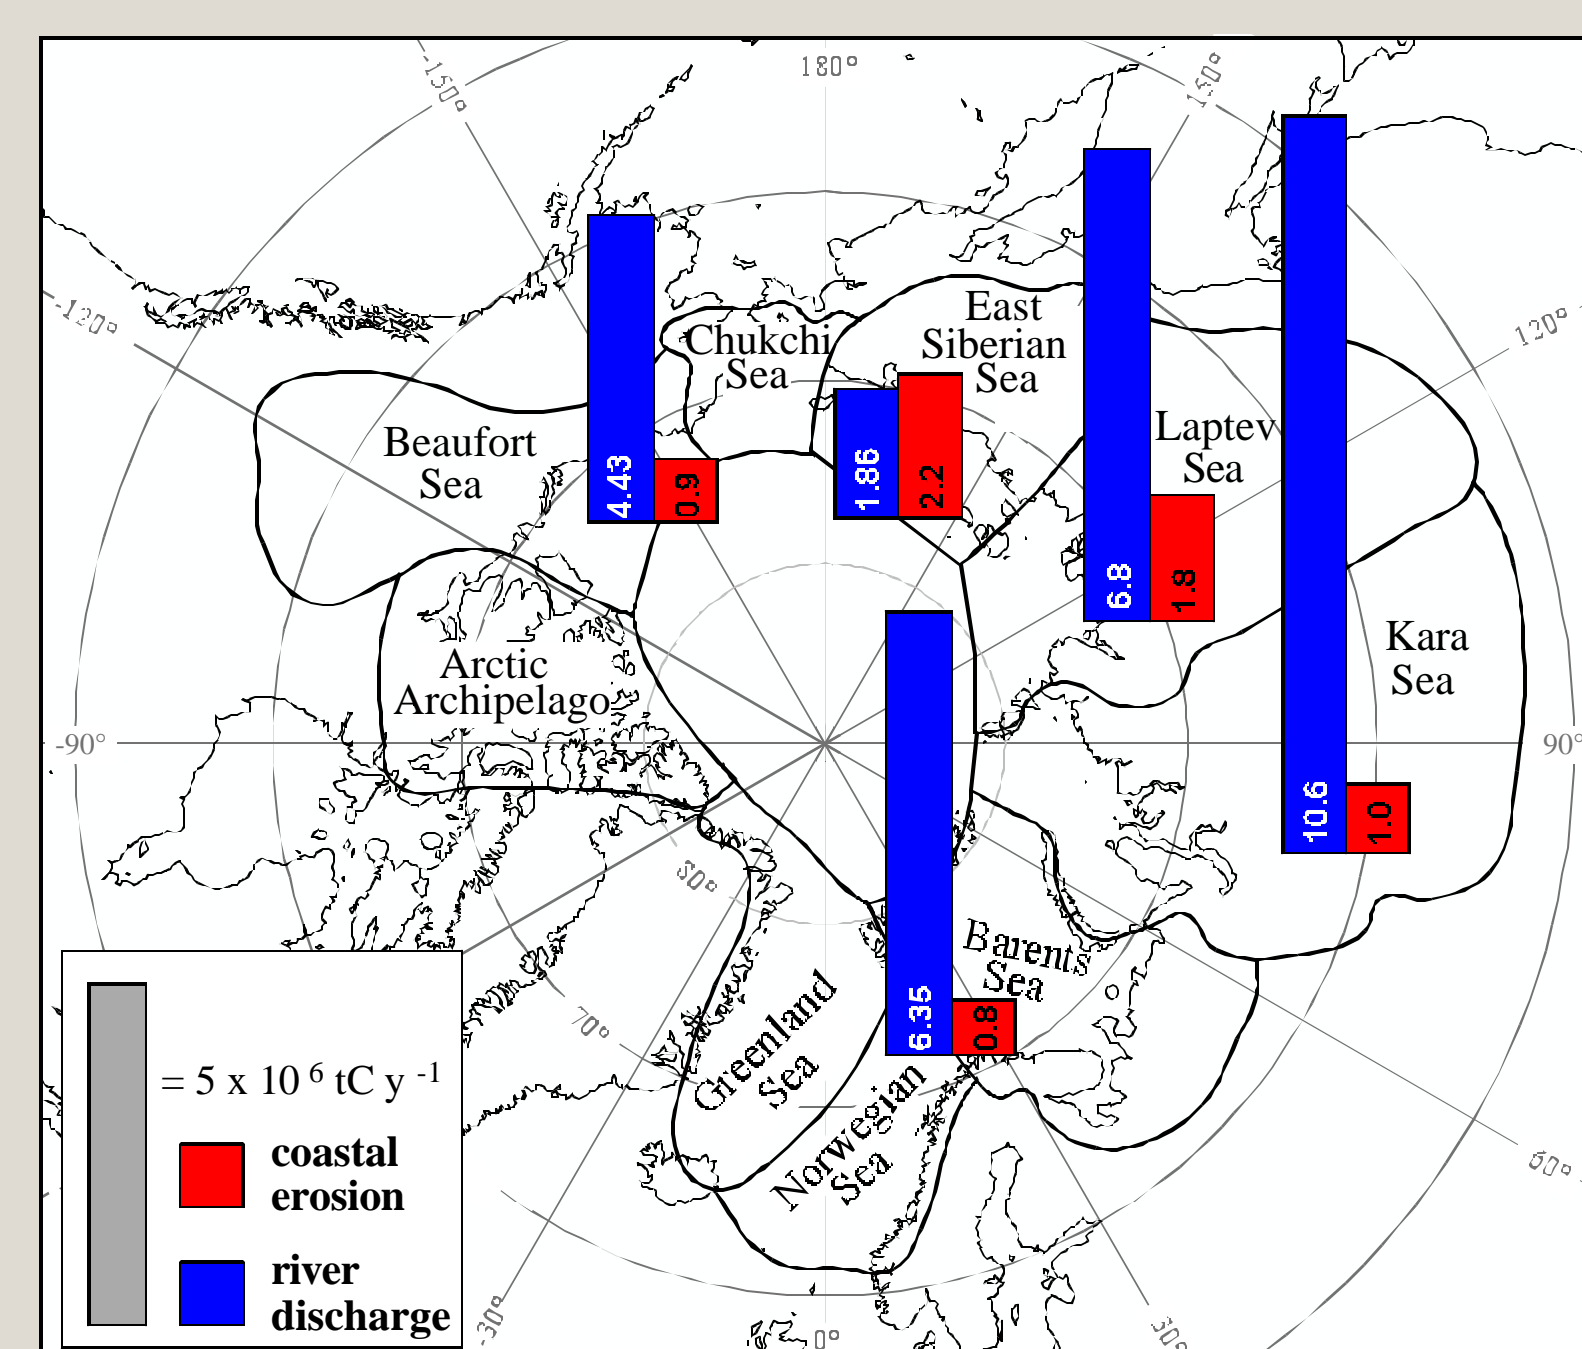 180°
-150°
150°
-120°
120°
East
Siberian
Sea
Chukchi
Sea
Beaufort
Sea
Laptev
Sea
4.43
0.9
1.86
2.2
6.8
1.8
Arctic
Archipelago
Kara
Sea
-90°
90°
10.6
1.0
80°
Barents
Sea
6.35
0.8
70°
Greenland
Sea
Norwegian
Sea
= 5 x 10 6 tC y -1
coastal
erosion
river
discharge
60°
-30°
0°
30°